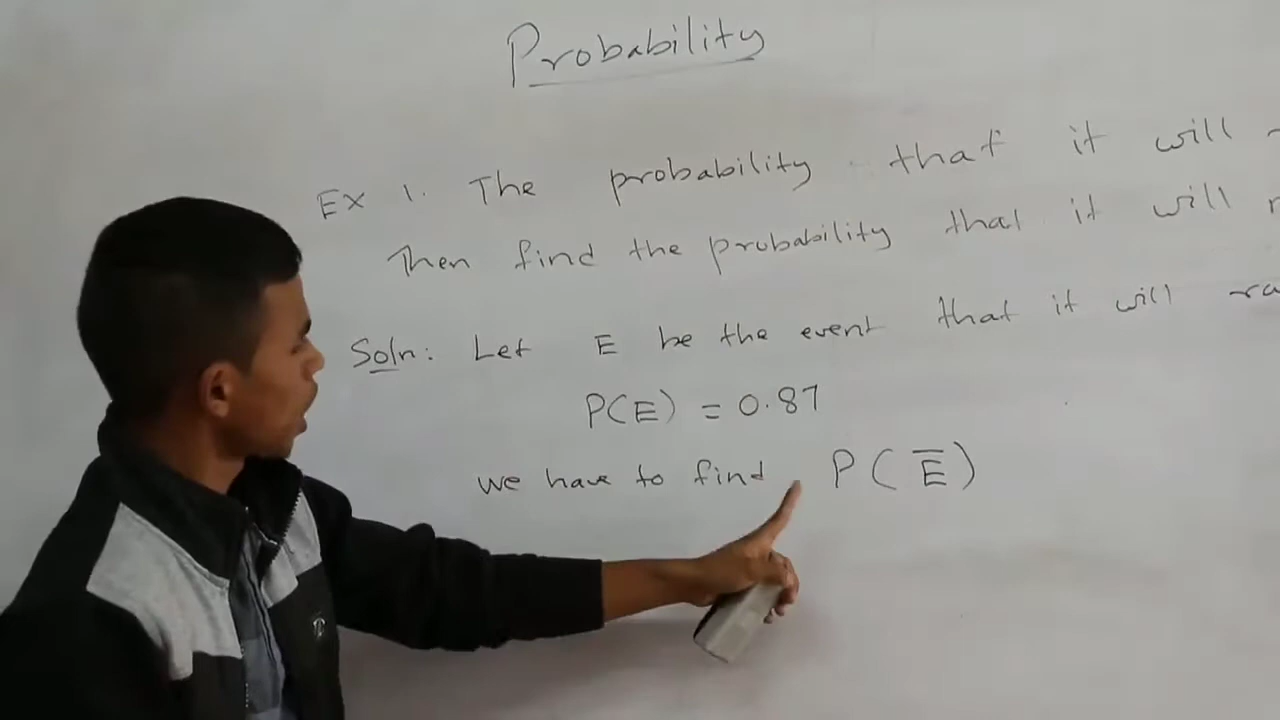 Probability
Ex 1. The probability that it will
Then find the probability that it will
Soln: Let E be the event that it will ra
P(E) = 0.87
we have to find P(E̅)